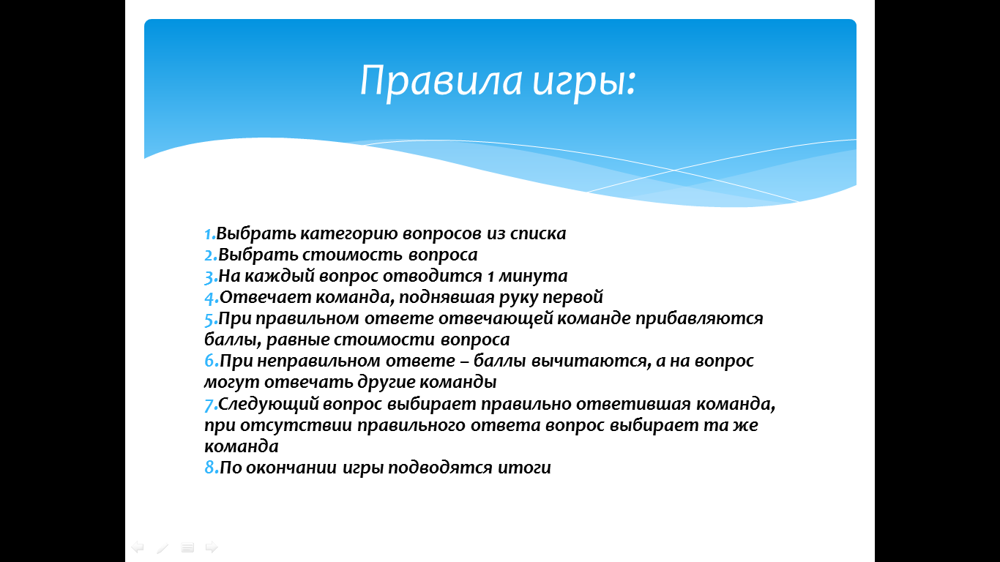 Правила игры:
1.Выбрать категорию вопросов из списка
2.Выбрать стоимость вопроса
3.На каждый вопрос отводится 1 минута
4.Отвечает команда, поднявшая руку первой
5.При правильном ответе отвечающей команде прибавляются
баллы, равные стоимости вопроса
6.При неправильном ответе – баллы вычитаются, а на вопрос
могут отвечать другие команды
7.Следующий вопрос выбирает правильно ответившая команда,
при отсутствии правильного ответа вопрос выбирает та же
команда
8.По окончании игры подводятся итоги